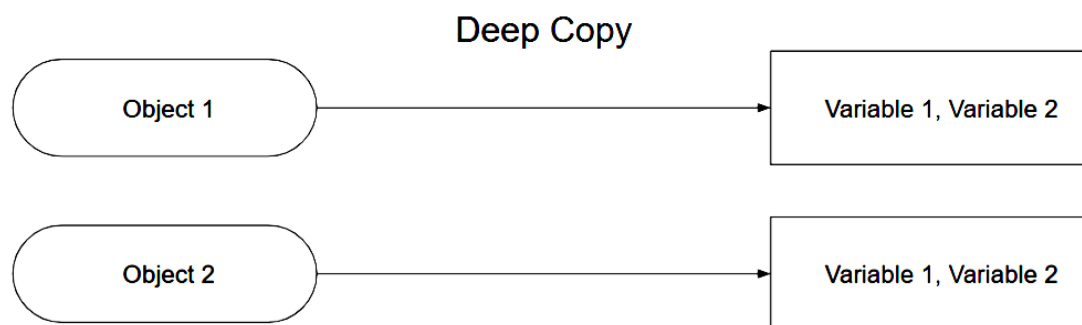 Deep Copy
Object 1
Variable 1, Variable 2
Object 2
Variable 1, Variable 2